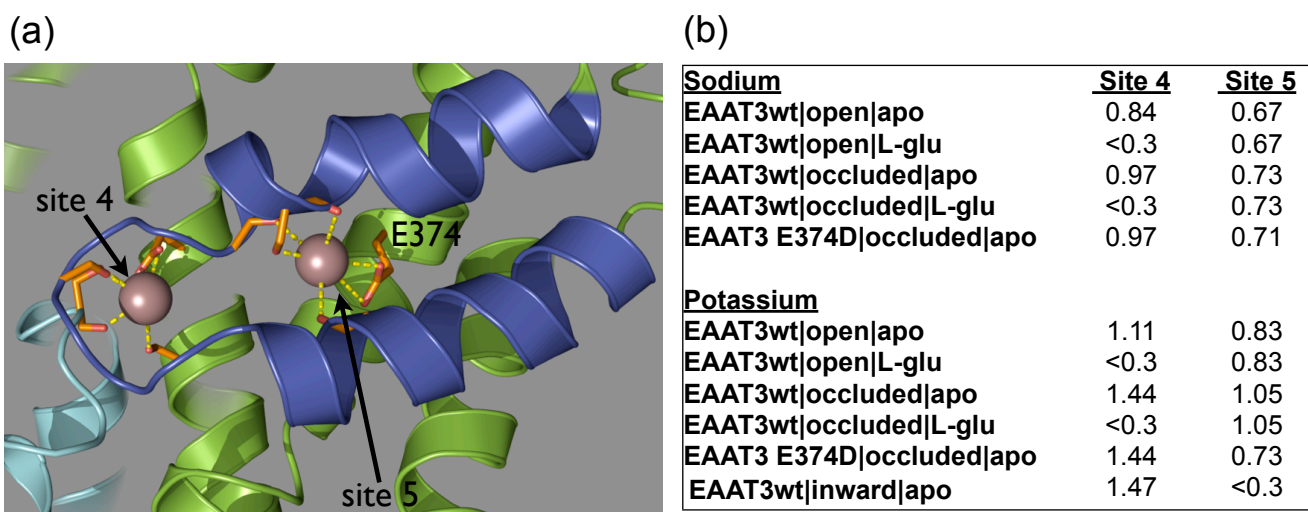 (a)
site 4
E374
site 5
(b)
Sodium Site 4 Site 5
EAAT3wt|open|apo 0.84 0.67
EAAT3wt|open|L-glu <0.3 0.67
EAAT3wt|occluded|apo 0.97 0.73
EAAT3wt|occluded|L-glu <0.3 0.73
EAAT3 E374D|occluded|apo 0.97 0.71
Potassium
EAAT3wt|open|apo 1.11 0.83
EAAT3wt|open|L-glu <0.3 0.83
EAAT3wt|occluded|apo 1.44 1.05
EAAT3wt|occluded|L-glu <0.3 1.05
EAAT3 E374D|occluded|apo 1.44 0.73
EAAT3wt|inward|apo 1.47 <0.3